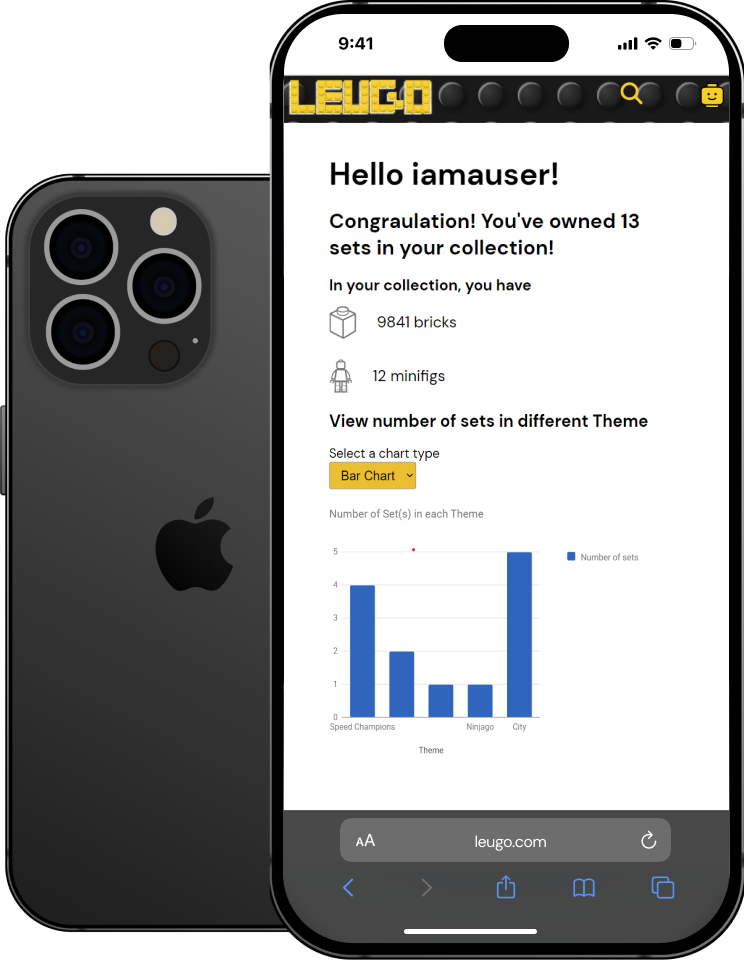 9:41
LEUGO
Hello iamauser!
Congraulation! You've owned 13
sets in your collection!
In your collection, you have
9841 bricks
12 minifigs
View number of sets in different Theme
Select a chart type
Bar Chart
Number of Set(s) in each Theme
5
Number of sets
4
3
2
1
0
Speed Champions Ninjago City
Theme
AA leugo.com